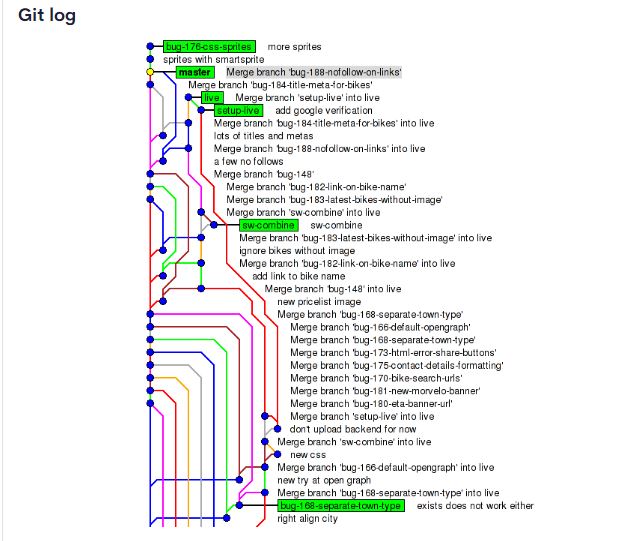 Git log
bug-176-css-sprites more sprites
sprites with smartsprite
master Merge branch 'bug-188-nofollow-on-links'
Merge branch 'bug-184-title-meta-for-bikes'
live Merge branch 'setup-live' into live
setup-live add google verification
Merge branch 'bug-184-title-meta-for-bikes' into live
lots of titles and metas
Merge branch 'bug-188-nofollow-on-links' into live
a few no follows
Merge branch 'bug-148'
Merge branch 'bug-182-link-on-bike-name'
Merge branch 'bug-183-latest-bikes-without-image'
Merge branch 'sw-combine' into live
sw-combine sw-combine
Merge branch 'bug-183-latest-bikes-without-image' into live
ignore bikes without image
Merge branch 'bug-182-link-on-bike-name' into live
add link to bike name
Merge branch 'bug-148' into live
new pricelist image
Merge branch 'bug-168-separate-town-type'
Merge branch 'bug-166-default-opengraph'
Merge branch 'bug-168-separate-town-type'
Merge branch 'bug-173-html-error-share-buttons'
Merge branch 'bug-175-contact-details-formatting'
Merge branch 'bug-170-bike-search-urls'
Merge branch 'bug-181-new-morvelo-banner'
Merge branch 'bug-180-eta-banner-url'
Merge branch 'setup-live' into live
don't upload backend for now
Merge branch 'sw-combine' into live
new css
Merge branch 'bug-166-default-opengraph' into live
new try at open graph
Merge branch 'bug-168-separate-town-type' into live
bug-168-separate-town-type exists does not work either
right align city